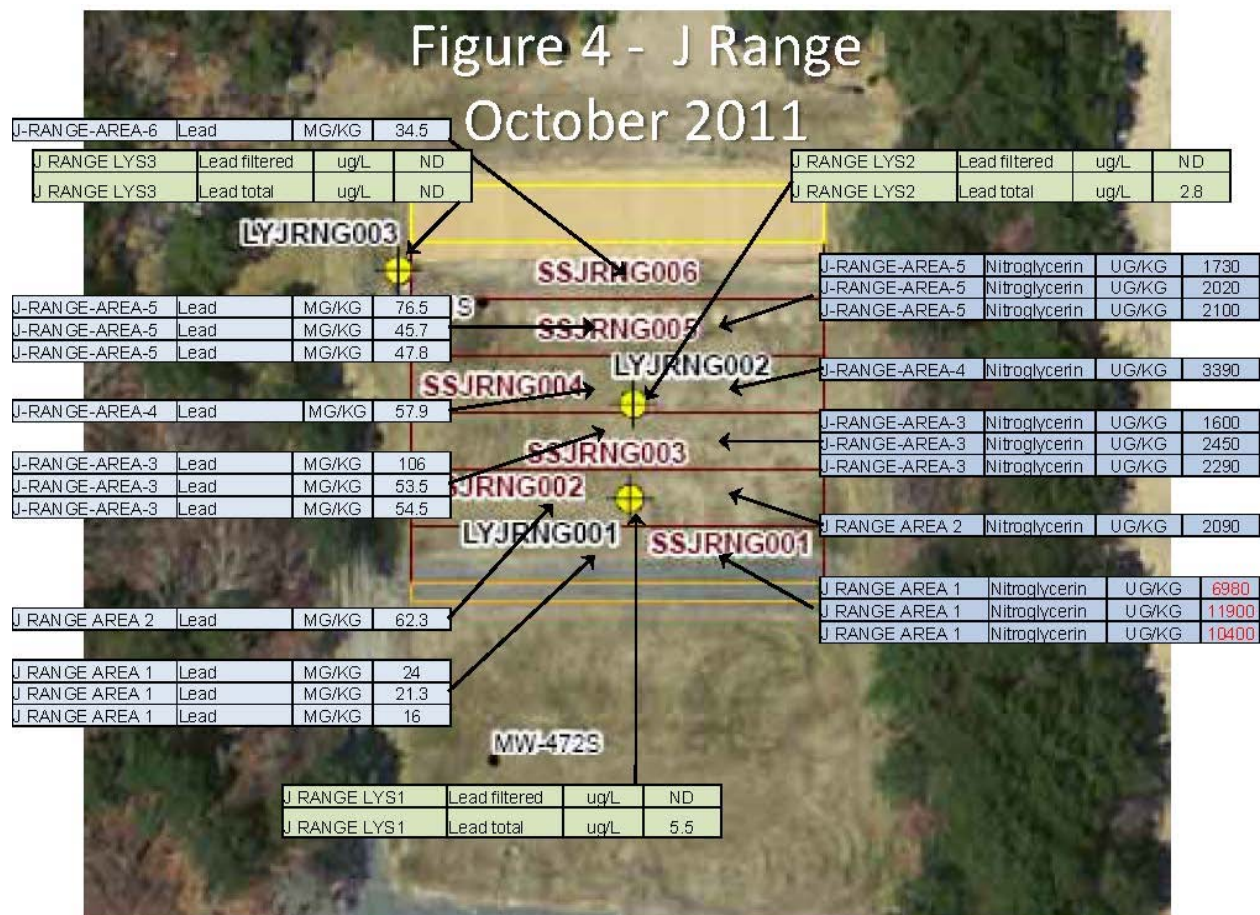 Figure 4 - J Range
October 2011
J-RANGE-AREA-6 Lead MG/KG 34.5
J RANGE LYS3 Lead filtered ug/L ND
J RANGE LYS3 Lead total ug/L ND
J RANGE LYS2 Lead filtered ug/L ND
J RANGE LYS2 Lead total ug/L 2.8
LYJRNG003
SSJRNG006
J-RANGE-AREA-5 Nitroglycerin UG/KG 1730
J-RANGE-AREA-5 Nitroglycerin UG/KG 2020
J-RANGE-AREA-5 Nitroglycerin UG/KG 2100
J-RANGE-AREA-5 Lead MG/KG 76.5
J-RANGE-AREA-5 Lead MG/KG 45.7
J-RANGE-AREA-5 Lead MG/KG 47.8
S
SSJRNG005
LYJRNG002
SSJRNG004
J-RANGE-AREA-4 Nitroglycerin UG/KG 3390
J-RANGE-AREA-4 Lead MG/KG 57.9
J-RANGE-AREA-3 Nitroglycerin UG/KG 1600
J-RANGE-AREA-3 Nitroglycerin UG/KG 2450
J-RANGE-AREA-3 Nitroglycerin UG/KG 2290
SSJRNG003
J-RANGE-AREA-3 Lead MG/KG 106
J-RANGE-AREA-3 Lead MG/KG 53.5
J-RANGE-AREA-3 Lead MG/KG 54.5
SJRNG002
J RANGE AREA 2 Nitroglycerin UG/KG 2090
LYJRNG001
SSJRNG001
J RANGE AREA 1 Nitroglycerin UG/KG 6980
J RANGE AREA 1 Nitroglycerin UG/KG 11900
J RANGE AREA 1 Nitroglycerin UG/KG 10400
J RANGE AREA 2 Lead MG/KG 62.3
J RANGE AREA 1 Lead MG/KG 24
J RANGE AREA 1 Lead MG/KG 21.3
J RANGE AREA 1 Lead MG/KG 16
MW-472S
J RANGE LYS1 Lead filtered ug/L ND
J RANGE LYS1 Lead total ug/L 5.5